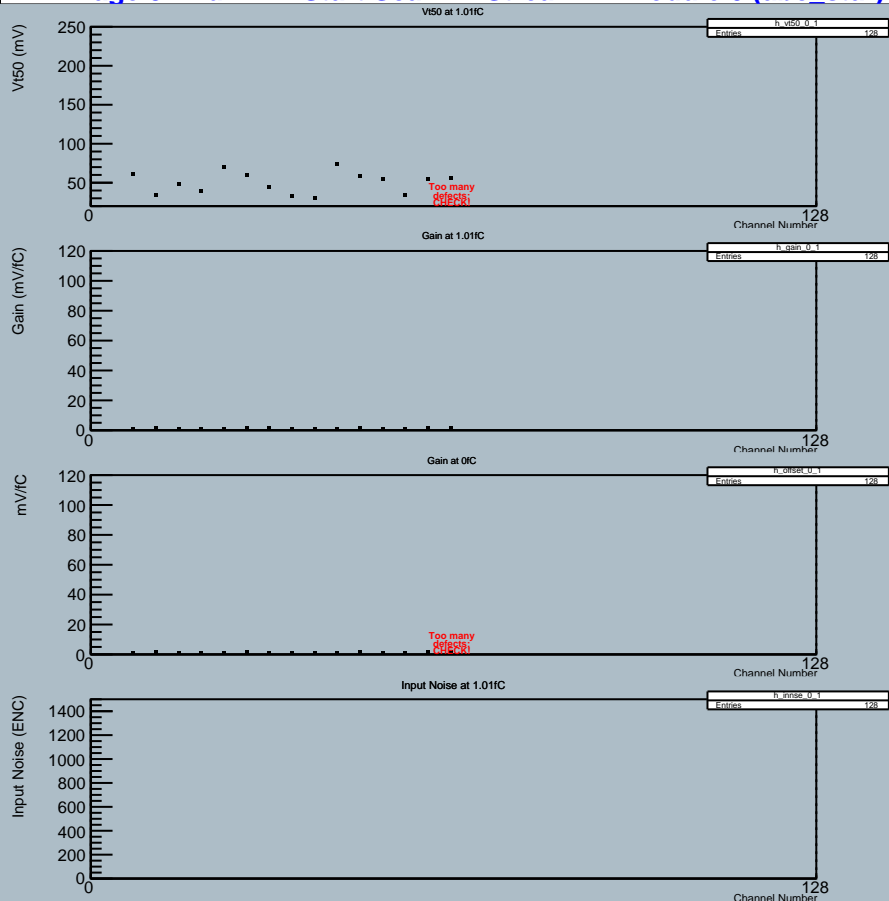 Vt50 at 1.01fC
h_vt50_0_1
Entries 128
Vt50 (mV)
250
200
150
100
50
0
128
Too many
defects;
CHECK!
Channel Number
Gain at 1.01fC
h_gain_0_1
Entries 128
Gain (mV/fC)
120
100
80
60
40
20
0
0
128
Channel Number
Gain at 0fC
h_offset_0_1
Entries 128
mV/fC
120
100
80
60
40
20
0
0
128
Too many
defects;
CHECK!
Channel Number
Input Noise at 1.01fC
h_innse_0_1
Entries 128
Input Noise (ENC)
1400
1200
1000
800
600
400
200
0
0
128
Channel Number